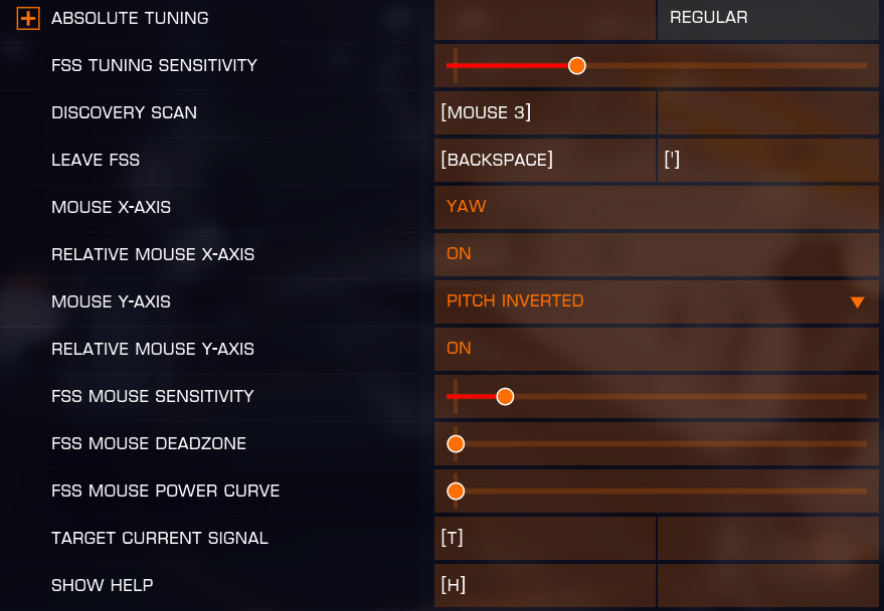 ABSOLUTE TUNING REGULAR
FSS TUNING SENSITIVITY
DISCOVERY SCAN [MOUSE 3]
LEAVE FSS [BACKSPACE] [']
MOUSE X-AXIS YAW
RELATIVE MOUSE X-AXIS ON
MOUSE Y-AXIS PITCH INVERTED
RELATIVE MOUSE Y-AXIS ON
FSS MOUSE SENSITIVITY
FSS MOUSE DEADZONE
FSS MOUSE POWER CURVE
TARGET CURRENT SIGNAL [T]
SHOW HELP [H]